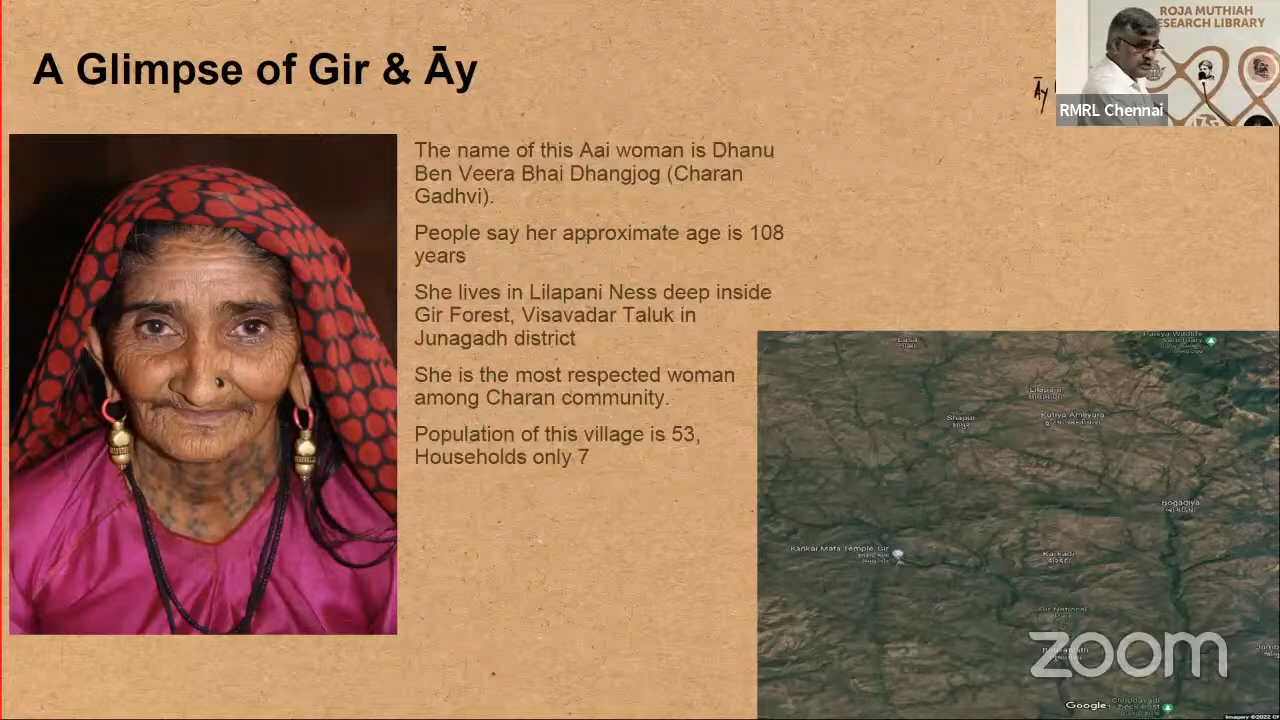 A Glimpse of Gir & Āy
Āy
ROJA MUTHIAH
RESEARCH LIBRARY
RMRL Chennai
The name of this Aai woman is Dhanu
Ben Veera Bhai Dhangjog (Charan
Gadhvi).
People say her approximate age is 108
years
She lives in Lilapani Ness deep inside
Gir Forest, Visavadar Taluk in
Junagadh district
She is the most respected woman
among Charan community.
Population of this village is 53,
Households only 7
Lilapani
Shapur
Kutiya Ambyara
Bogadiya
Kankai Mata Temple Gir
Karkadi
Gir National
Park
zoom
Google